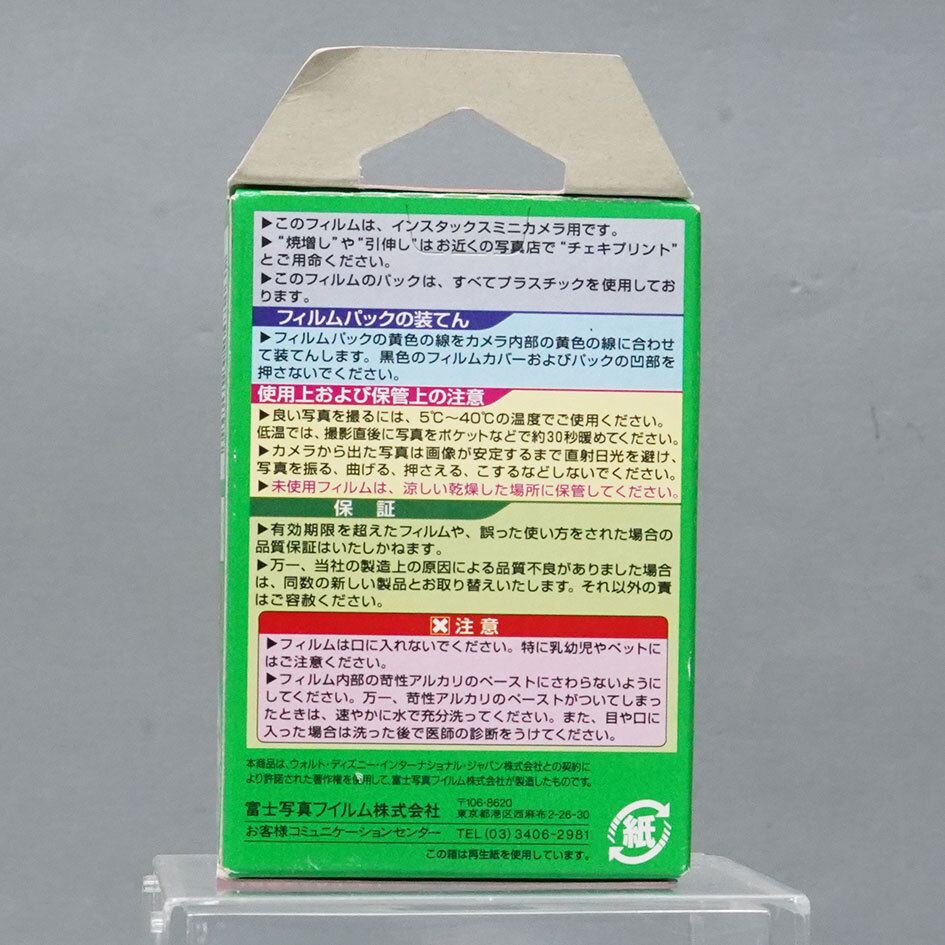 ▶このフィルムは、インスタックスミニカメラ用です。
▶“焼増し”や“引伸し”はお近くの写真店で“チェキプリント”
とご用命ください。
▶このフィルムのパックは、すべてプラスチックを使用してお
ります。
フィルムパックの装てん
▶フィルムパックの黄色の線をカメラ内部の黄色の線に合わせ
て装てんします。黒色のフィルムカバーおよびパックの凹部を
押さないでください。
使用上および保管上の注意
▶良い写真を撮るには、5℃〜40℃の温度でご使用ください。
低温では、撮影直後に写真をポケットなどで約30秒暖めてください。
▶カメラから出た写真は画像が安定するまで直射日光を避け、
写真を振る、曲げる、押さえる、こするなどしないでください。
▶未使用フィルムは、涼しい乾燥した場所に保管してください。
保 証
▶有効期限を超えたフィルムや、誤った使い方をされた場合の
品質保証はいたしかねます。
▶万一、当社の製造上の原因による品質不良がありました場合
は、同数の新しい製品とお取り替えいたします。それ以外の責
はご容赦ください。
注意
▶フィルムは口に入れないでください。特に乳幼児やペットに
はご注意ください。
▶フィルム内部の苛性アルカリのペーストにさわらないように
してください。万一、苛性アルカリのペーストがついてしまっ
たときは、速やかに水で充分洗ってください。また、目や口に
入った場合は洗った後で医師の診断をうけてください。
本商品は、ウォルト・ディズニー・インターナショナル・ジャパン株式会社との契約に
より許諾された著作権を使用して、富士写真フイルム株式会社が製造したものです。
富士写真フイルム株式会社
お客様コミュニケーションセンター
〒106-8620
東京都港区西麻布2-26-30
TEL(03)3406-2981
この箱は再生紙を使用しています。
紙